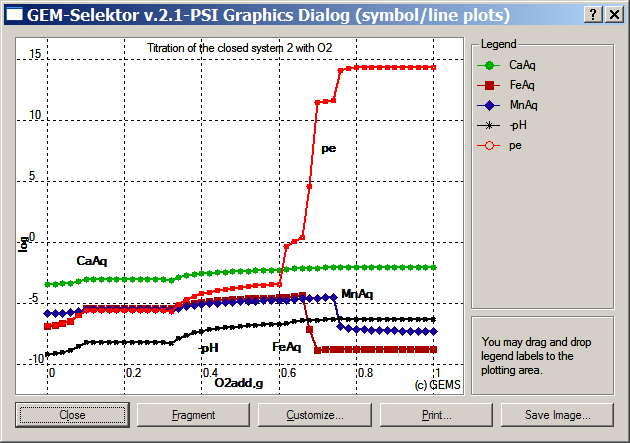 GEM-Selektor v.2.1-PSI Graphics Dialog (symbol/line plots)
Titration of the closed system 2 with O2
15
10
5
0
-5
-10
log
CaAq
pe
MnAq
-pH
FeAq
0
0.2
0.4
0.6
0.8
1
O2add,g
(c) GEMS
Legend
CaAq
FeAq
MnAq
-pH
pe
You may drag and drop
legend labels to the
plotting area.
Close
Fragment
Customize...
Print...
Save Image...